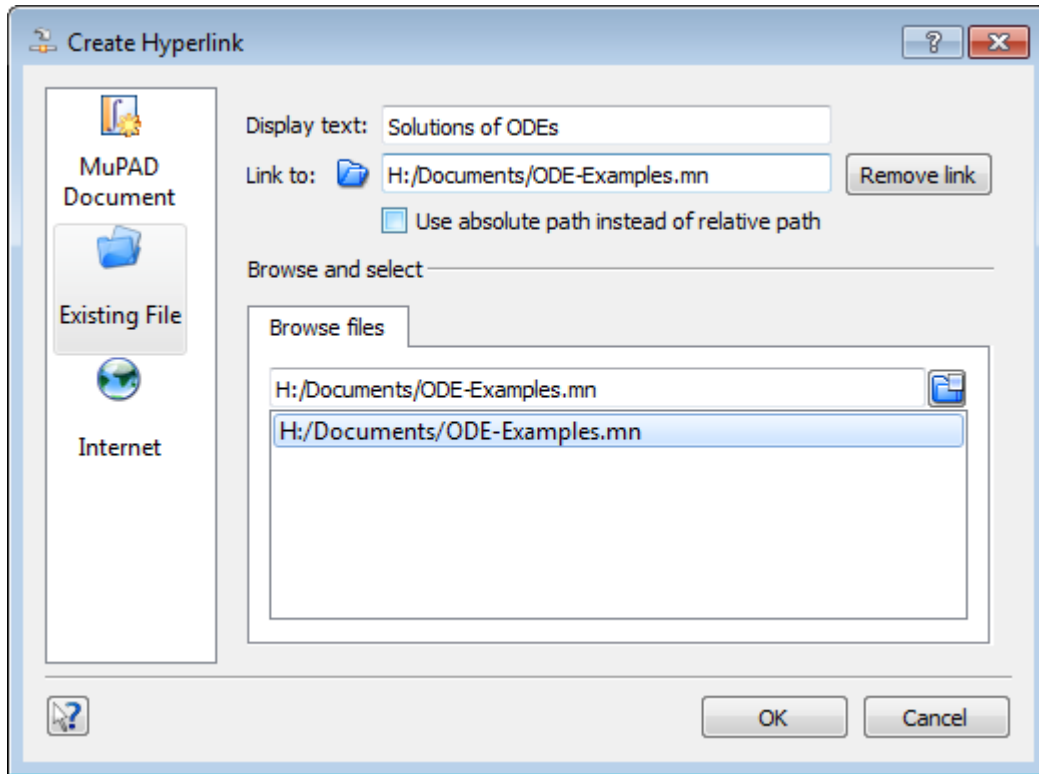 Create Hyperlink
MuPAD
Document
Existing File
Internet
Display text: Solutions of ODEs
Link to: H:/Documents/ODE-Examples.mn Remove link
Use absolute path instead of relative path
Browse and select
Browse files
H:/Documents/ODE-Examples.mn
H:/Documents/ODE-Examples.mn
OK Cancel